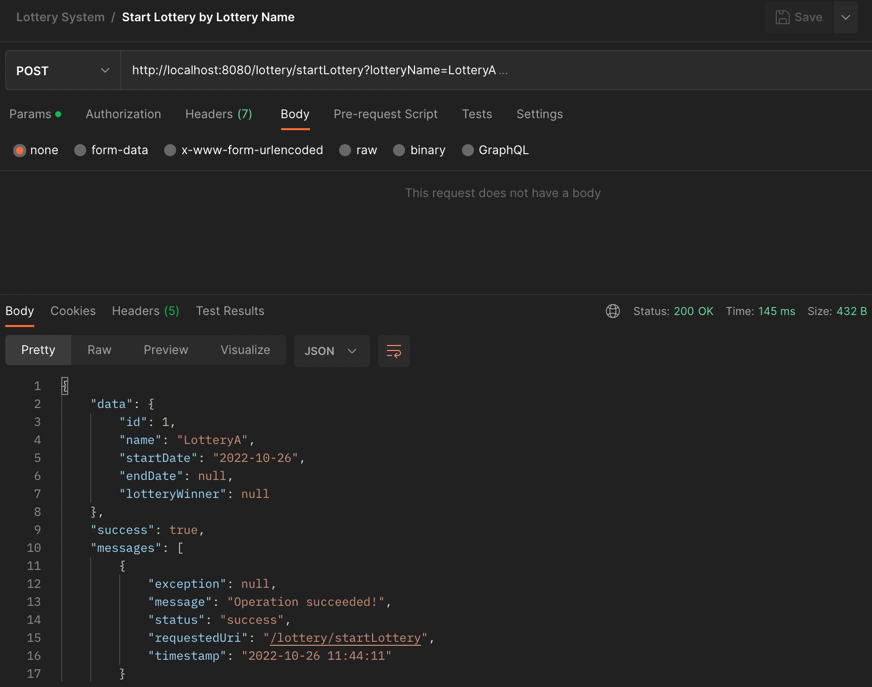 Lottery System / Start Lottery by Lottery Name
Save
POST
http://localhost:8080/lottery/startLottery?lotteryName=LotteryA ...
Params Authorization Headers (7) Body Pre-request Script Tests Settings
none form-data x-www-form-urlencoded raw binary GraphQL
This request does not have a body
Body Cookies Headers (5) Test Results Status: 200 OK Time: 145 ms Size: 432 B
Pretty Raw Preview Visualize JSON
1 {
2 "data": {
3 "id": 1,
4 "name": "LotteryA",
5 "startDate": "2022-10-26",
6 "endDate": null,
7 "lotteryWinner": null
8 },
9 "success": true,
10 "messages": [
11 {
12 "exception": null,
13 "message": "Operation succeeded!",
14 "status": "success",
15 "requestedUri": "/lottery/startLottery",
16 "timestamp": "2022-10-26 11:44:11"
17 }